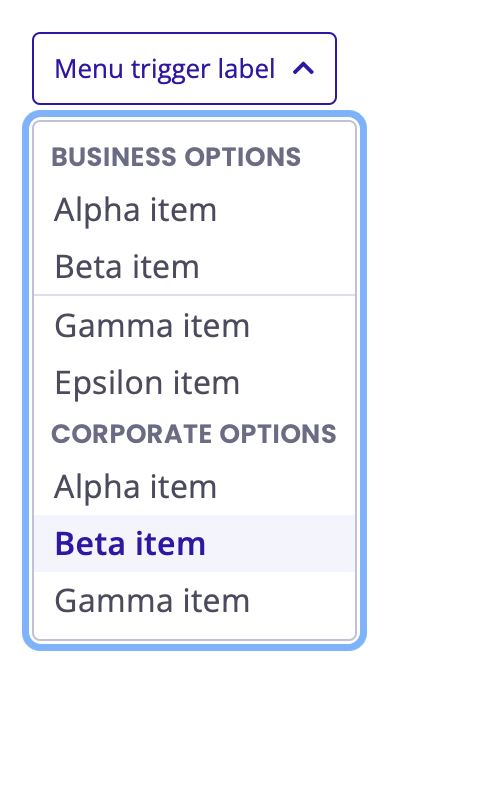 Menu trigger label
BUSINESS OPTIONS
Alpha item
Beta item
Gamma item
Epsilon item
CORPORATE OPTIONS
Alpha item
Beta item
Gamma item